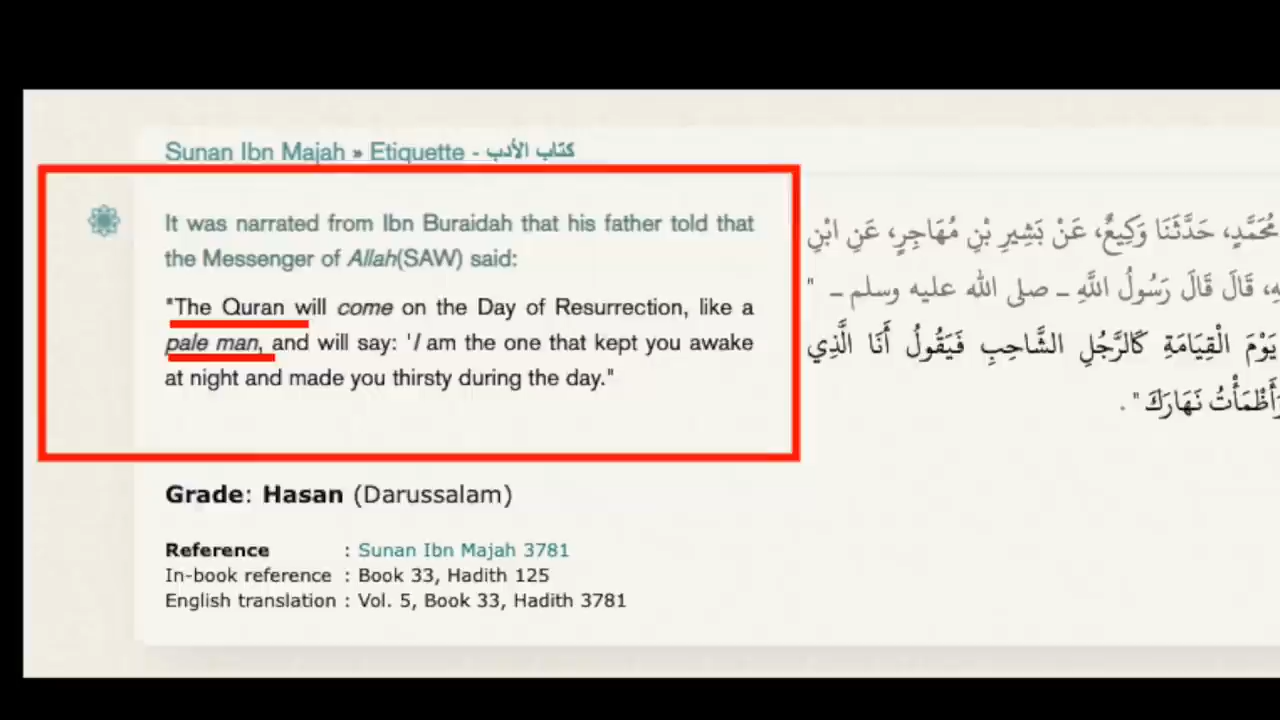 Sunan Ibn Majah » Etiquette - كتاب الأدب
It was narrated from Ibn Buraidah that his father told that
the Messenger of Allah(SAW) said:
"The Quran will come on the Day of Resurrection, like a
pale man, and will say: 'I am the one that kept you awake
at night and made you thirsty during the day."
مُحَمَّدٍ، حَدَّثَنَا وَكِيعٌ، عَنْ بَشِيرِ بْنِ مُهَاجِرٍ، عَنِ ابْنِ
قَالَ قَالَ رَسُولُ اللَّهِ ـ صلى الله عليه وسلم ـ ‏"
يَوْمَ الْقِيَامَةِ كَالرَّجُلِ الشَّاحِبِ فَيَقُولُ أَنَا الَّذِي
وَأَظْمَأْتُ نَهَارَكَ ‏"‏ ‏.‏
Grade: Hasan (Darussalam)
Reference : Sunan Ibn Majah 3781
In-book reference : Book 33, Hadith 125
English translation : Vol. 5, Book 33, Hadith 3781